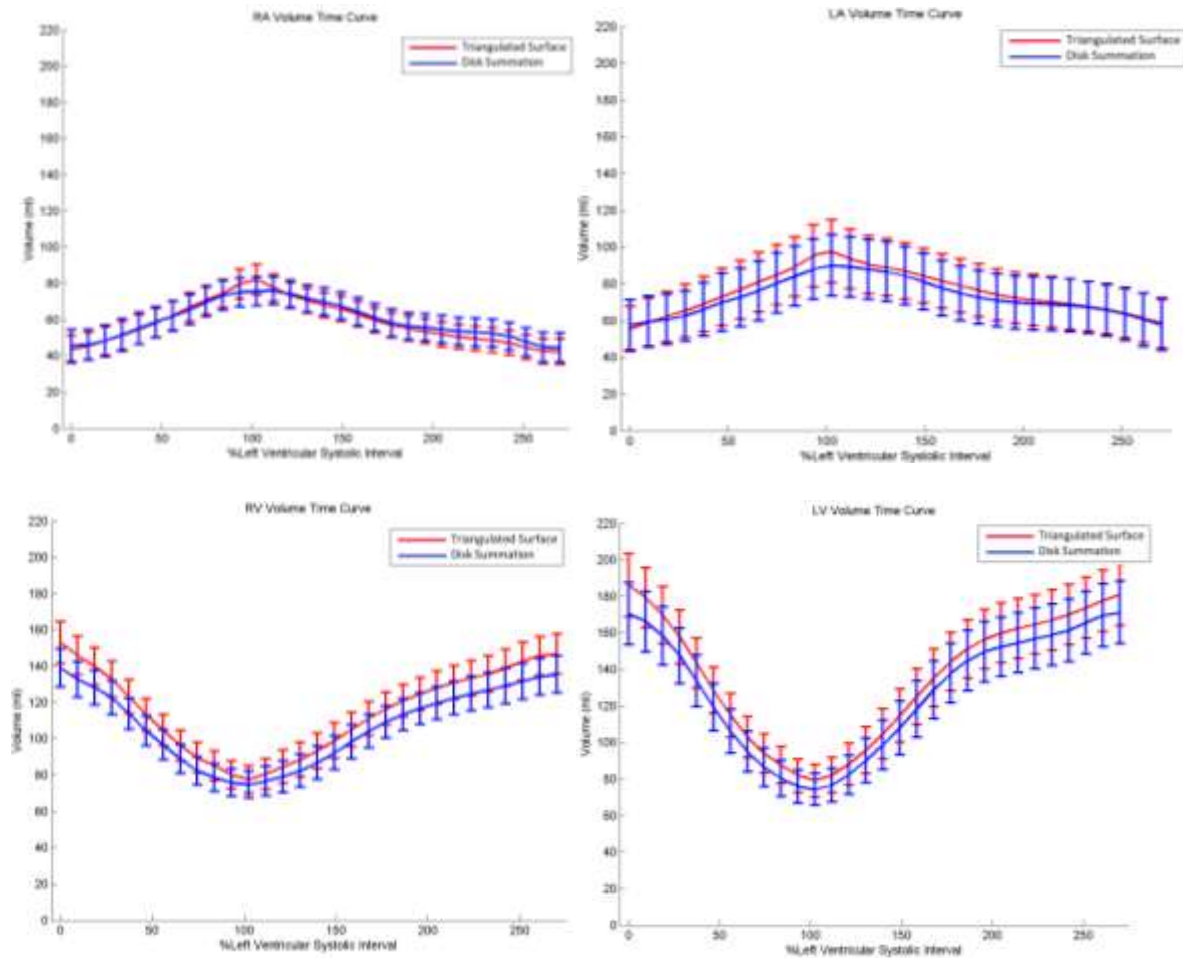 RA Volume Time Curve
Triangulated Surface
Disk Summation
220
200
180
160
140
120
100
80
60
40
20
0
Volume (ml)
0 50 100 150 200 250
%Left Ventricular Systolic Interval
LA Volume Time Curve
Triangulated Surface
Disk Summation
220
200
180
160
140
120
100
80
60
40
20
0
Volume (ml)
0 50 100 150 200 250
%Left Ventricular Systolic Interval
RV Volume Time Curve
Triangulated Surface
Disk Summation
220
200
180
160
140
120
100
80
60
40
20
0
Volume (ml)
0 50 100 150 200 250
%Left Ventricular Systolic Interval
LV Volume Time Curve
Triangulated Surface
Disk Summation
220
200
180
160
140
120
100
80
60
40
20
0
Volume (ml)
0 50 100 150 200 250
%Left Ventricular Systolic Interval